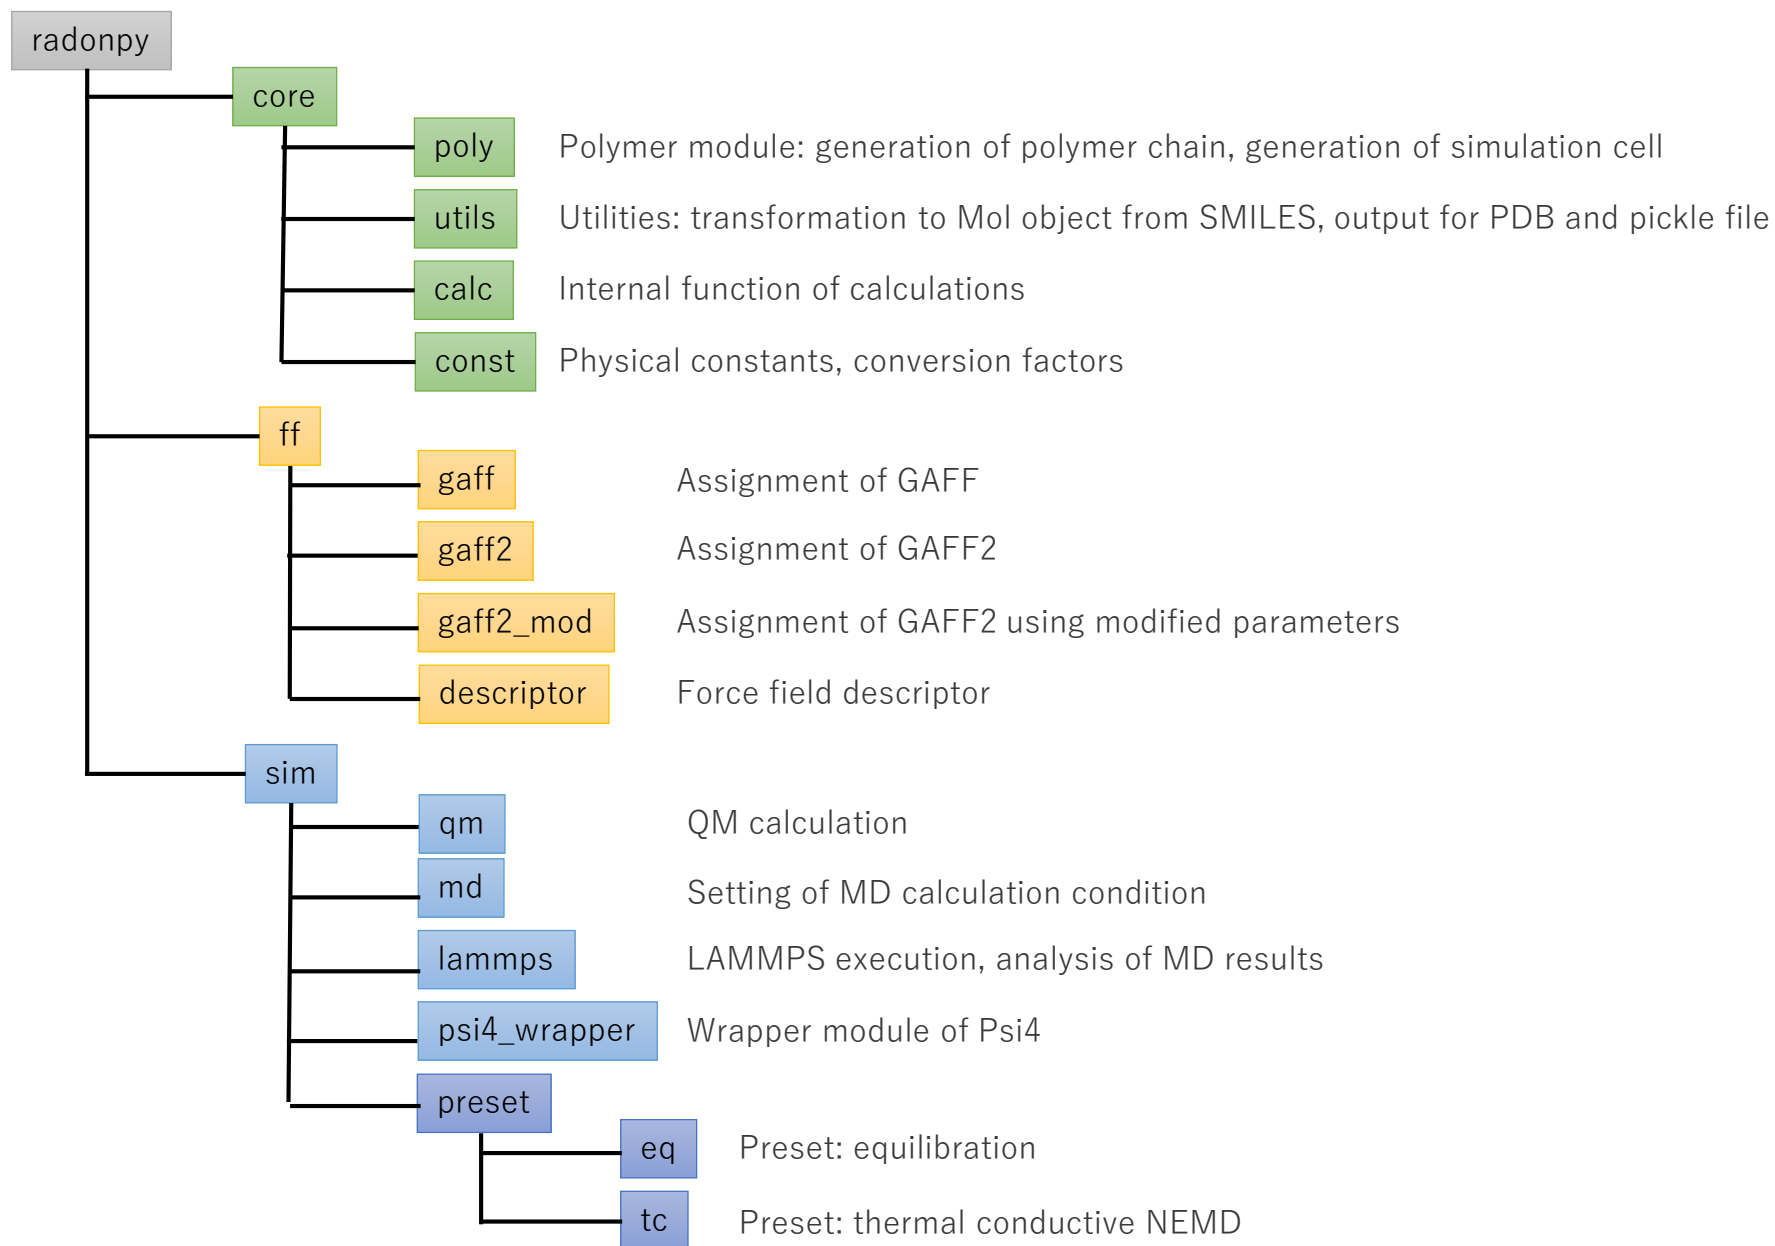 radonpy
core
poly Polymer module: generation of polymer chain, generation of simulation cell
utils Utilities: transformation to Mol object from SMILES, output for PDB and pickle file
calc Internal function of calculations
const Physical constants, conversion factors
ff
gaff Assignment of GAFF
gaff2 Assignment of GAFF2
gaff2_mod Assignment of GAFF2 using modified parameters
descriptor Force field descriptor
sim
qm QM calculation
md Setting of MD calculation condition
lammps LAMMPS execution, analysis of MD results
psi4_wrapper Wrapper module of Psi4
preset
eq Preset: equilibration
tc Preset: thermal conductive NEMD